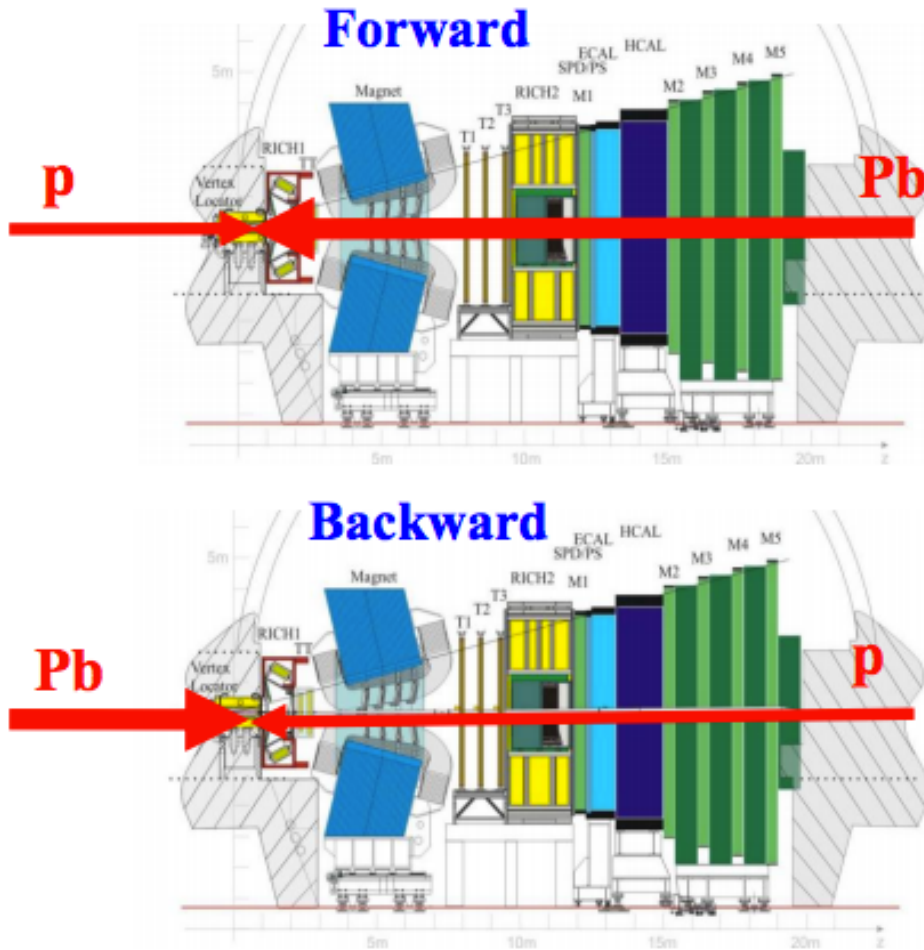 Forward
HCAL
ECAL
SPD/PS
M5
M4
M3
M2
M1
RICH2
T3
T2
T1
Magnet
5m
RICH1
TT
p
Vertex
Locator
Pb
5m
10m
15m
20m
z
Backward
HCAL
ECAL
SPD/PS
M5
M4
M3
M2
M1
RICH2
T3
T2
T1
Magnet
5m
RICH1
TT
Pb
Vertex
Locator
p
5m
10m
15m
20m
z